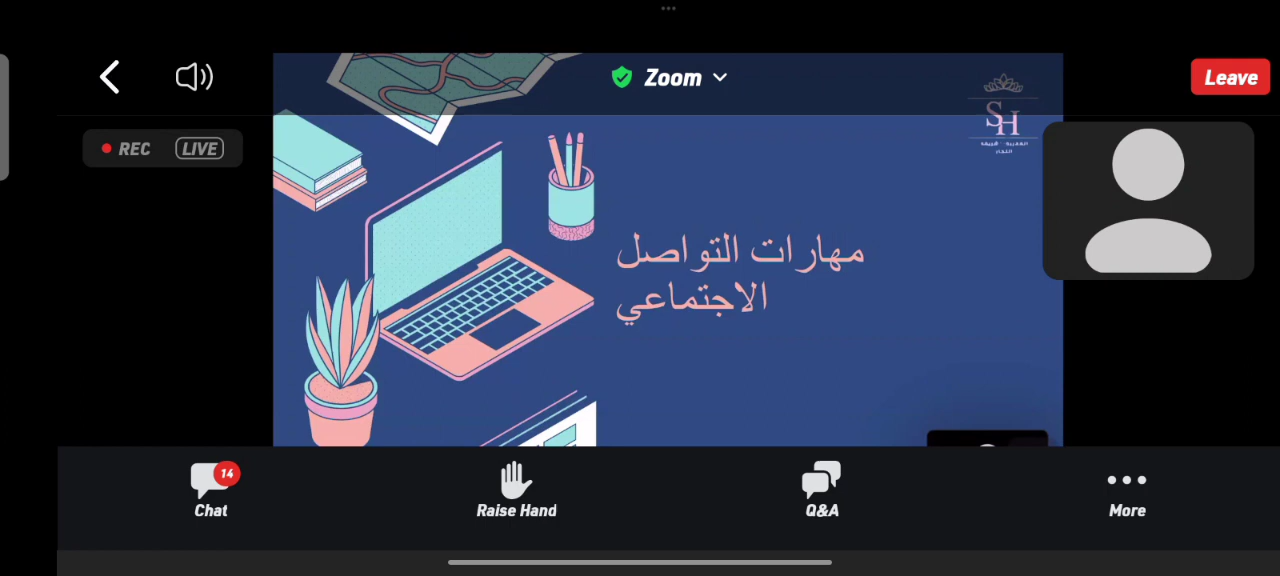 Zoom
Leave
REC
LIVE
SH
مهارات التواصل
الاجتماعي
14
Chat
Raise Hand
Q&A
More